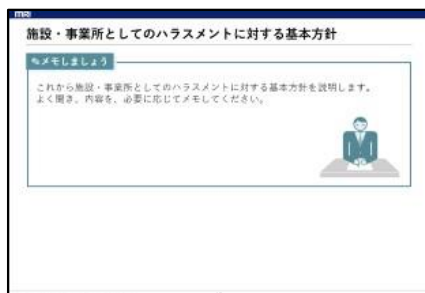 施設・事業所としてのハラスメントに対する基本方針
メモしましょう
これから施設・事業所としてのハラスメントに対する基本方針を説明します。
よく聞き、内容を、必要に応じてメモしてください。